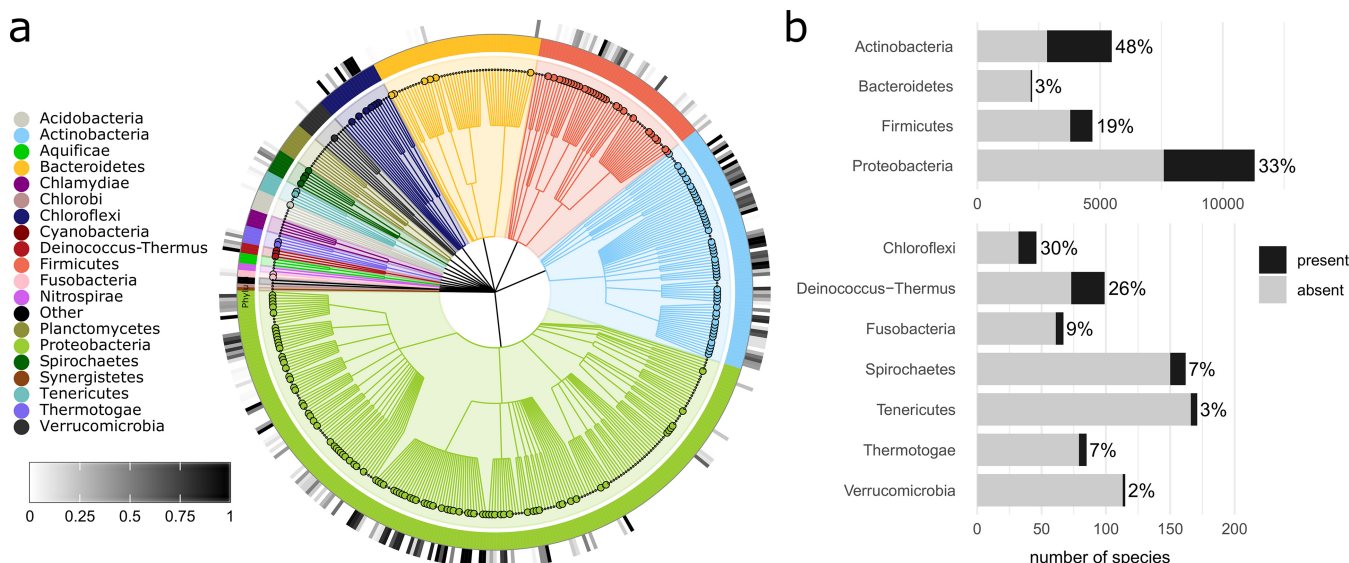 a
Acidobacteria
Actinobacteria
Aquificae
Bacteroidetes
Chlamydiae
Chlorobi
Chloroflexi
Cyanobacteria
Deinococcus-Thermus
Firmicutes
Fusobacteria
Nitrospirae
Other
Planctomycetes
Proteobacteria
Spirochaetes
Synergistetes
Tenericutes
Thermotogae
Verrucomicrobia
0 0.25 0.5 0.75 1
b
Actinobacteria 48%
Bacteroidetes 3%
Firmicutes 19%
Proteobacteria 33%
0 5000 10000
Chloroflexi 30%
Deinococcus−Thermus 26%
Fusobacteria 9%
Spirochaetes 7%
Tenericutes 3%
Thermotogae 7%
Verrucomicrobia 2%
0 50 100 150 200
number of species
present
absent